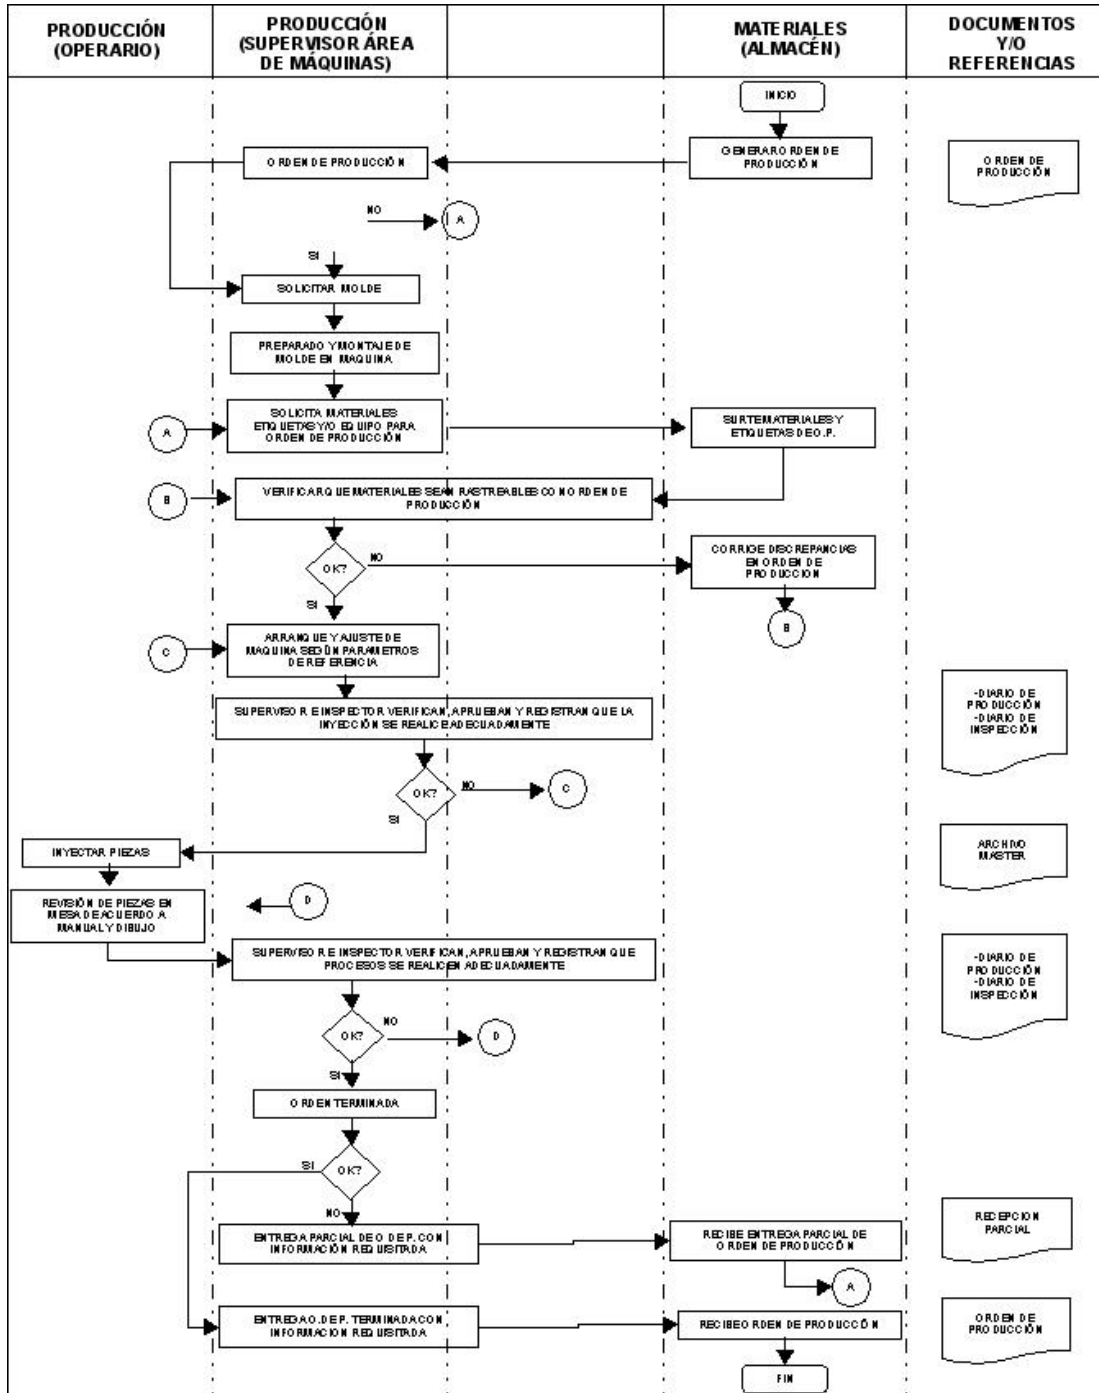 PRODUCCIÓN
(OPERARIO)
PRODUCCIÓN
(SUPERVISOR ÁREA
DE MÁQUINAS)
MATERIALES
(ALMACÉN)
DOCUMENTOS
Y/O
REFERENCIAS
INICIO
GENERAR ORDEN DE
PRODUCCIÓN
ORDEN DE PRODUCCIÓN
ORDEN DE
PRODUCCIÓN
NO
A
SI
SOLICITAR MOLDE
PREPARADO Y MONTAJE DE
MOLDE EN MAQUINA
A
SOLICITA MATERIALES
ETIQUETAS Y/O EQUIPO PARA
ORDEN DE PRODUCCIÓN
SURTE MATERIALES Y
ETIQUETAS DE O.P.
B
VERIFICAR QUE MATERIALES SEAN RASTREABLES CON ORDEN DE
PRODUCCIÓN
OK?
NO
CORRIGE DISCREPANCIAS
EN ORDEN DE
PRODUCCION
SI
B
C
ARRANQUE Y AJUSTE DE
MAQUINA SEGÚN PARAMETROS
DE REFERENCIA
SUPERVISOR E INSPECTOR VERIFICAN, APRUEBAN Y REGISTRAN QUE LA
INYECCIÓN SE REALICE ADECUADAMENTE
-DIARIO DE
PRODUCCIÓN
-DIARIO DE
INSPECCIÓN
OK?
NO
C
SI
INYECTAR PIEZAS
ARCHIVO
MASTER
REVISIÓN DE PIEZAS EN
MESA DE ACUERDO A
MANUAL Y DIBUJO
D
SUPERVISOR E INSPECTOR VERIFICAN, APRUEBAN Y REGISTRAN QUE
PROCESOS SE REALICEN ADECUADAMENTE
-DIARIO DE
PRODUCCIÓN
-DIARIO DE
INSPECCIÓN
OK?
NO
D
SI
ORDEN TERMINADA
OK?
SI
NO
ENTREGA PARCIAL DE O DE P. CON
INFORMACIÓN REQUISITADA
RECIBE ENTREGA PARCIAL DE
ORDEN DE PRODUCCIÓN
RECEPCION
PARCIAL
A
ENTREGA O. DE P. TERMINADA CON
INFORMACION REQUISITADA
RECIBE ORDEN DE PRODUCCÓN
ORDEN DE
PRODUCCIÓN
FIN